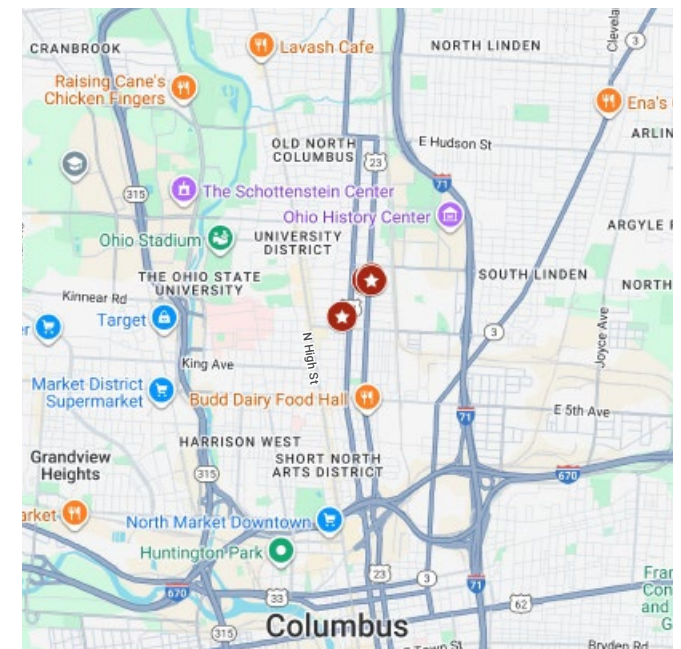 CRANBROOK
Lavash Cafe
NORTH LINDEN
3
Raising Cane's
Chicken Fingers
Ena's
ARLIN
OLD NORTH
COLUMBUS
23
E Hudson St
71
315
The Schottenstein Center
Ohio History Center
Ohio Stadium
UNIVERSITY
DISTRICT
ARGYLE
THE OHIO STATE
UNIVERSITY
SOUTH LINDEN
NORTH
Kinnear Rd
er
Target
3
Joyce Ave
N High St
King Ave
Market District
Supermarket
Budd Dairy Food Hall
71
E 5th Ave
HARRISON WEST
Grandview
Heights
SHORT NORTH
ARTS DISTRICT
315
670
arket
North Market Downtown
Huntington Park
23
3
71
670
33
62
Fran
Con
and
G
315
Columbus
Bryden Rd